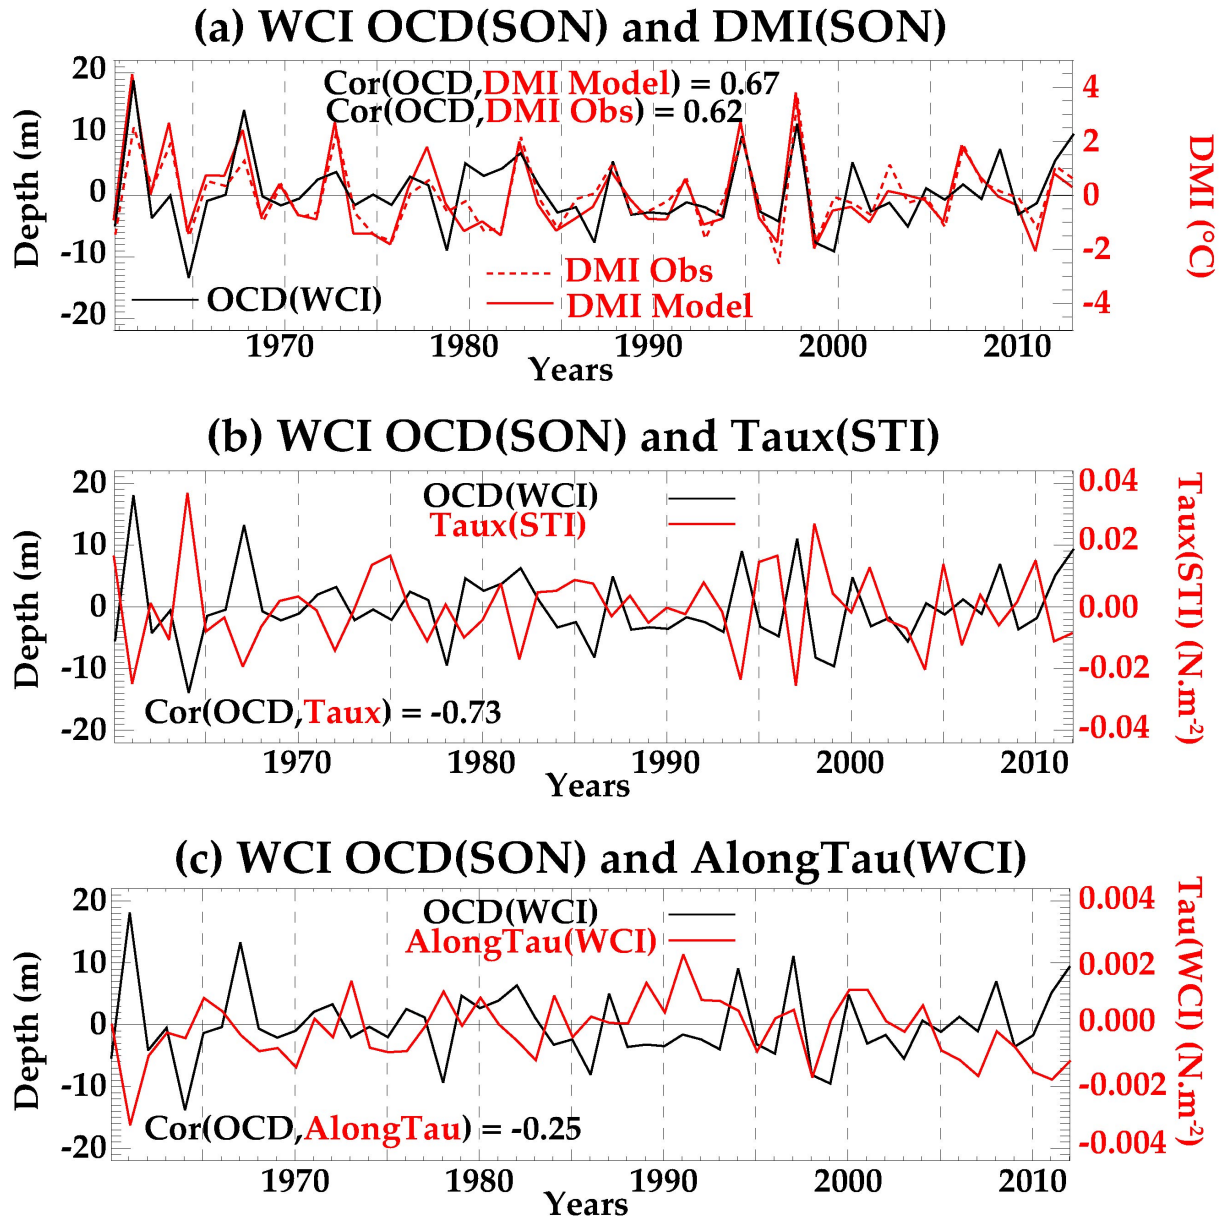 (a) WCI OCD(SON) and DMI(SON)
Cor(OCD,DMI Model) = 0.67
Cor(OCD,DMI Obs) = 0.62
20
10
0
-10
-20
Depth (m)
4
2
0
-2
-4
DMI (°C)
DMI Obs
OCD(WCI)
DMI Model
1970 1980 1990 2000 2010
Years
(b) WCI OCD(SON) and Taux(STI)
OCD(WCI)
Taux(STI)
20
10
0
-10
-20
Depth (m)
0.04
0.02
0.00
-0.02
-0.04
Taux(STI) (N.m⁻²)
Cor(OCD,Taux) = -0.73
1970 1980 1990 2000 2010
Years
(c) WCI OCD(SON) and AlongTau(WCI)
OCD(WCI)
AlongTau(WCI)
20
10
0
-10
-20
Depth (m)
0.004
0.002
0.000
-0.002
-0.004
Tau(WCI) (N.m⁻²)
Cor(OCD,AlongTau) = -0.25
1970 1980 1990 2000 2010
Years